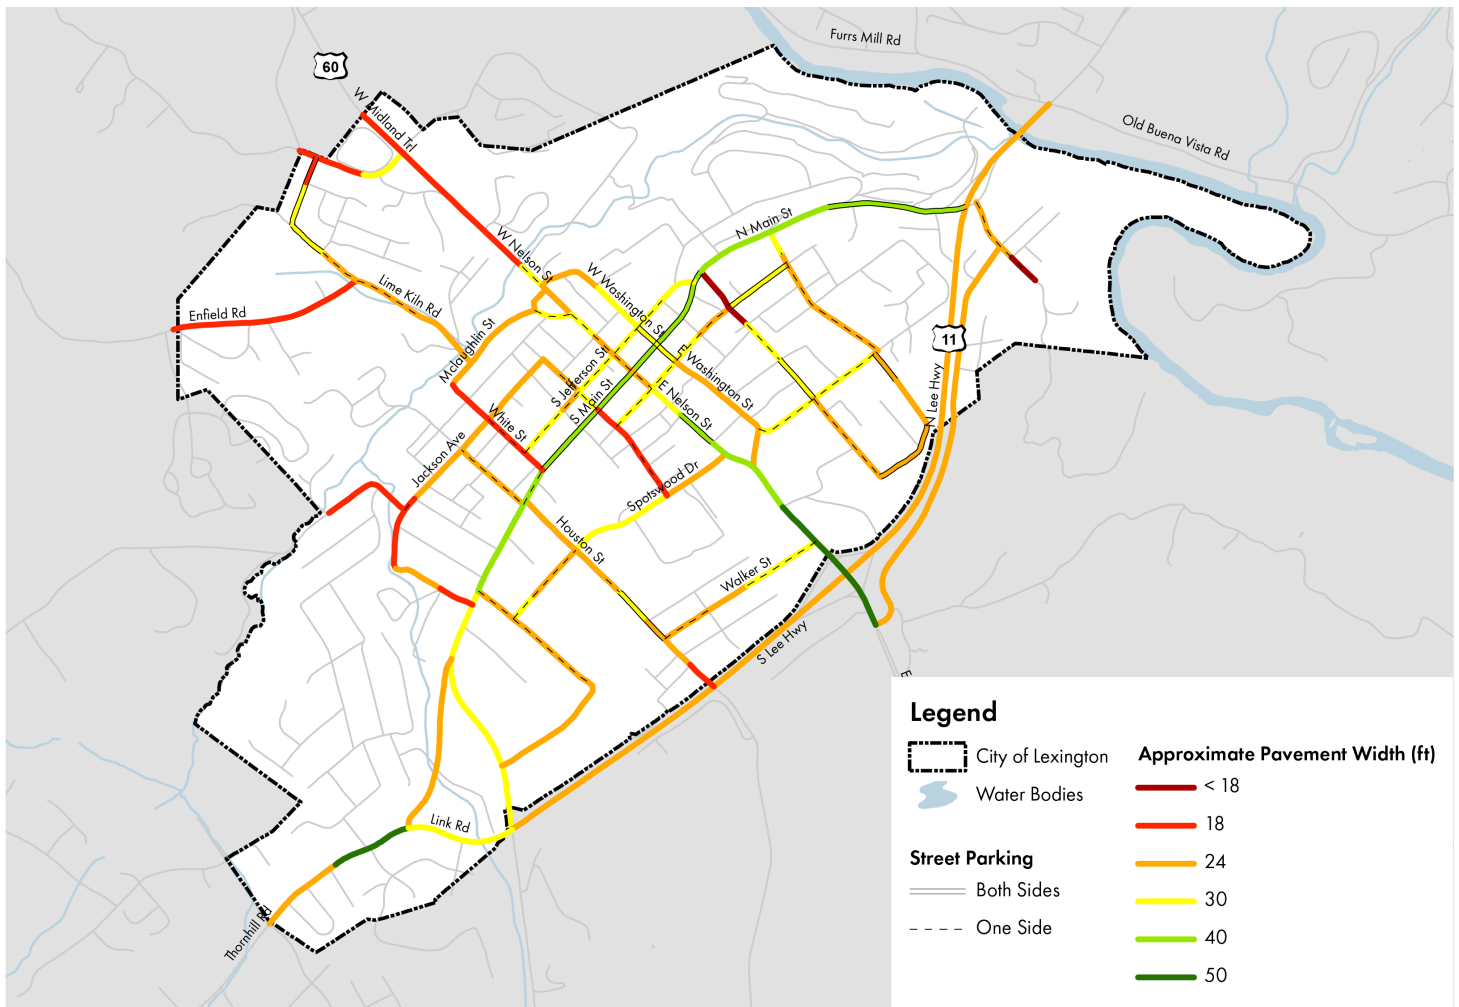 Furrs Mill Rd
60
W Midland Trl
Old Buena Vista Rd
N Main St
W Nelson St
W Washington St
Lime Kiln Rd
Enfield Rd
11
Mclaughlin St
S Jefferson St
E Washington St
N Lee Hwy
S Main St
E Nelson St
White St
Jackson Ave
Spotswood Dr
Houston St
Walker St
S Lee Hwy
E
Link Rd
Thornhill Rd
Legend
City of Lexington
Water Bodies
Street Parking
Both Sides
One Side
Approximate Pavement Width (ft)
< 18
18
24
30
40
50